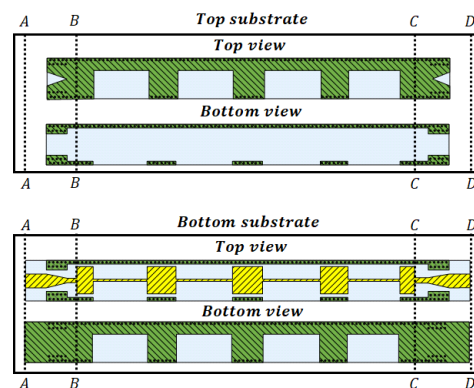 A B Top substrate C D
Top view
Bottom view
A B C D
A B Bottom substrate C D
Top view
Bottom view
A B C D